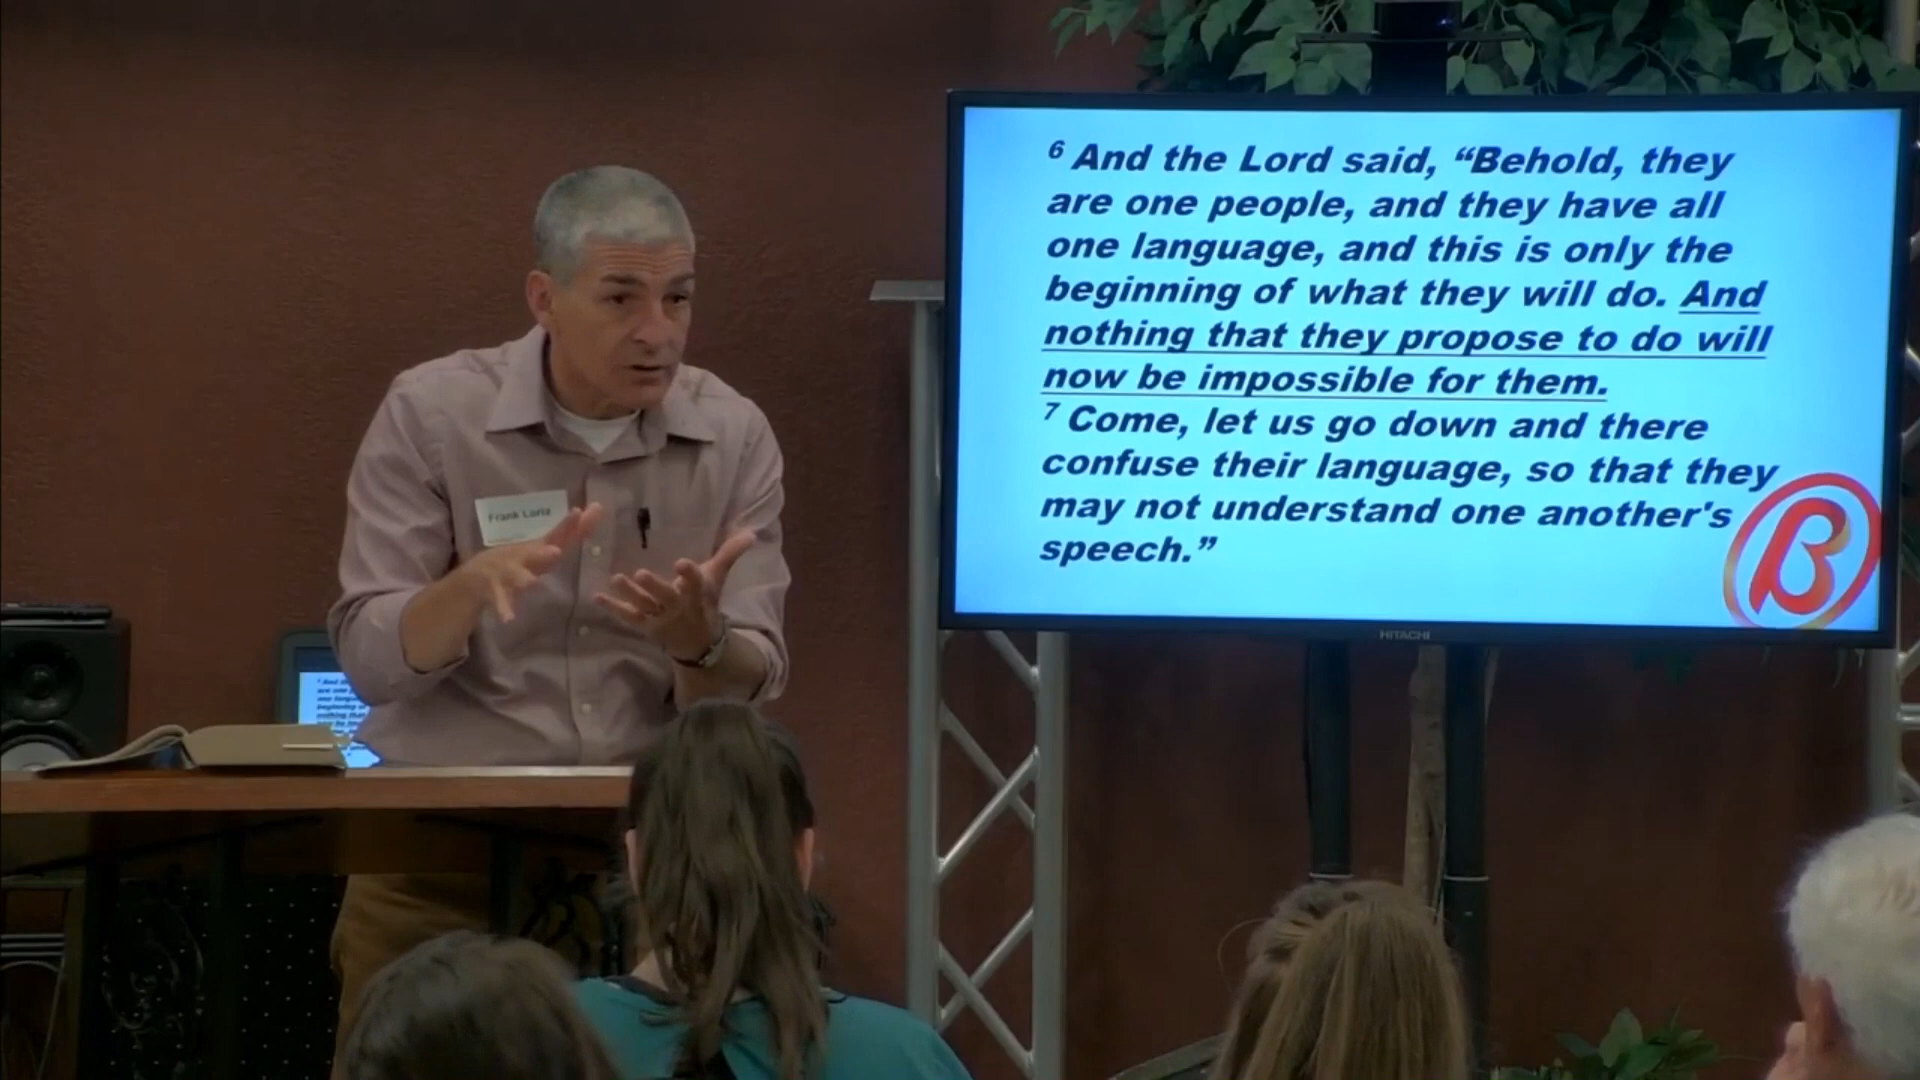 6 And the Lord said, “Behold, they
are one people, and they have all
one language, and this is only the
beginning of what they will do. And
nothing that they propose to do will
now be impossible for them.
7 Come, let us go down and there
confuse their language, so that they
may not understand one another's
speech.”
HITACHI
Frank Loria